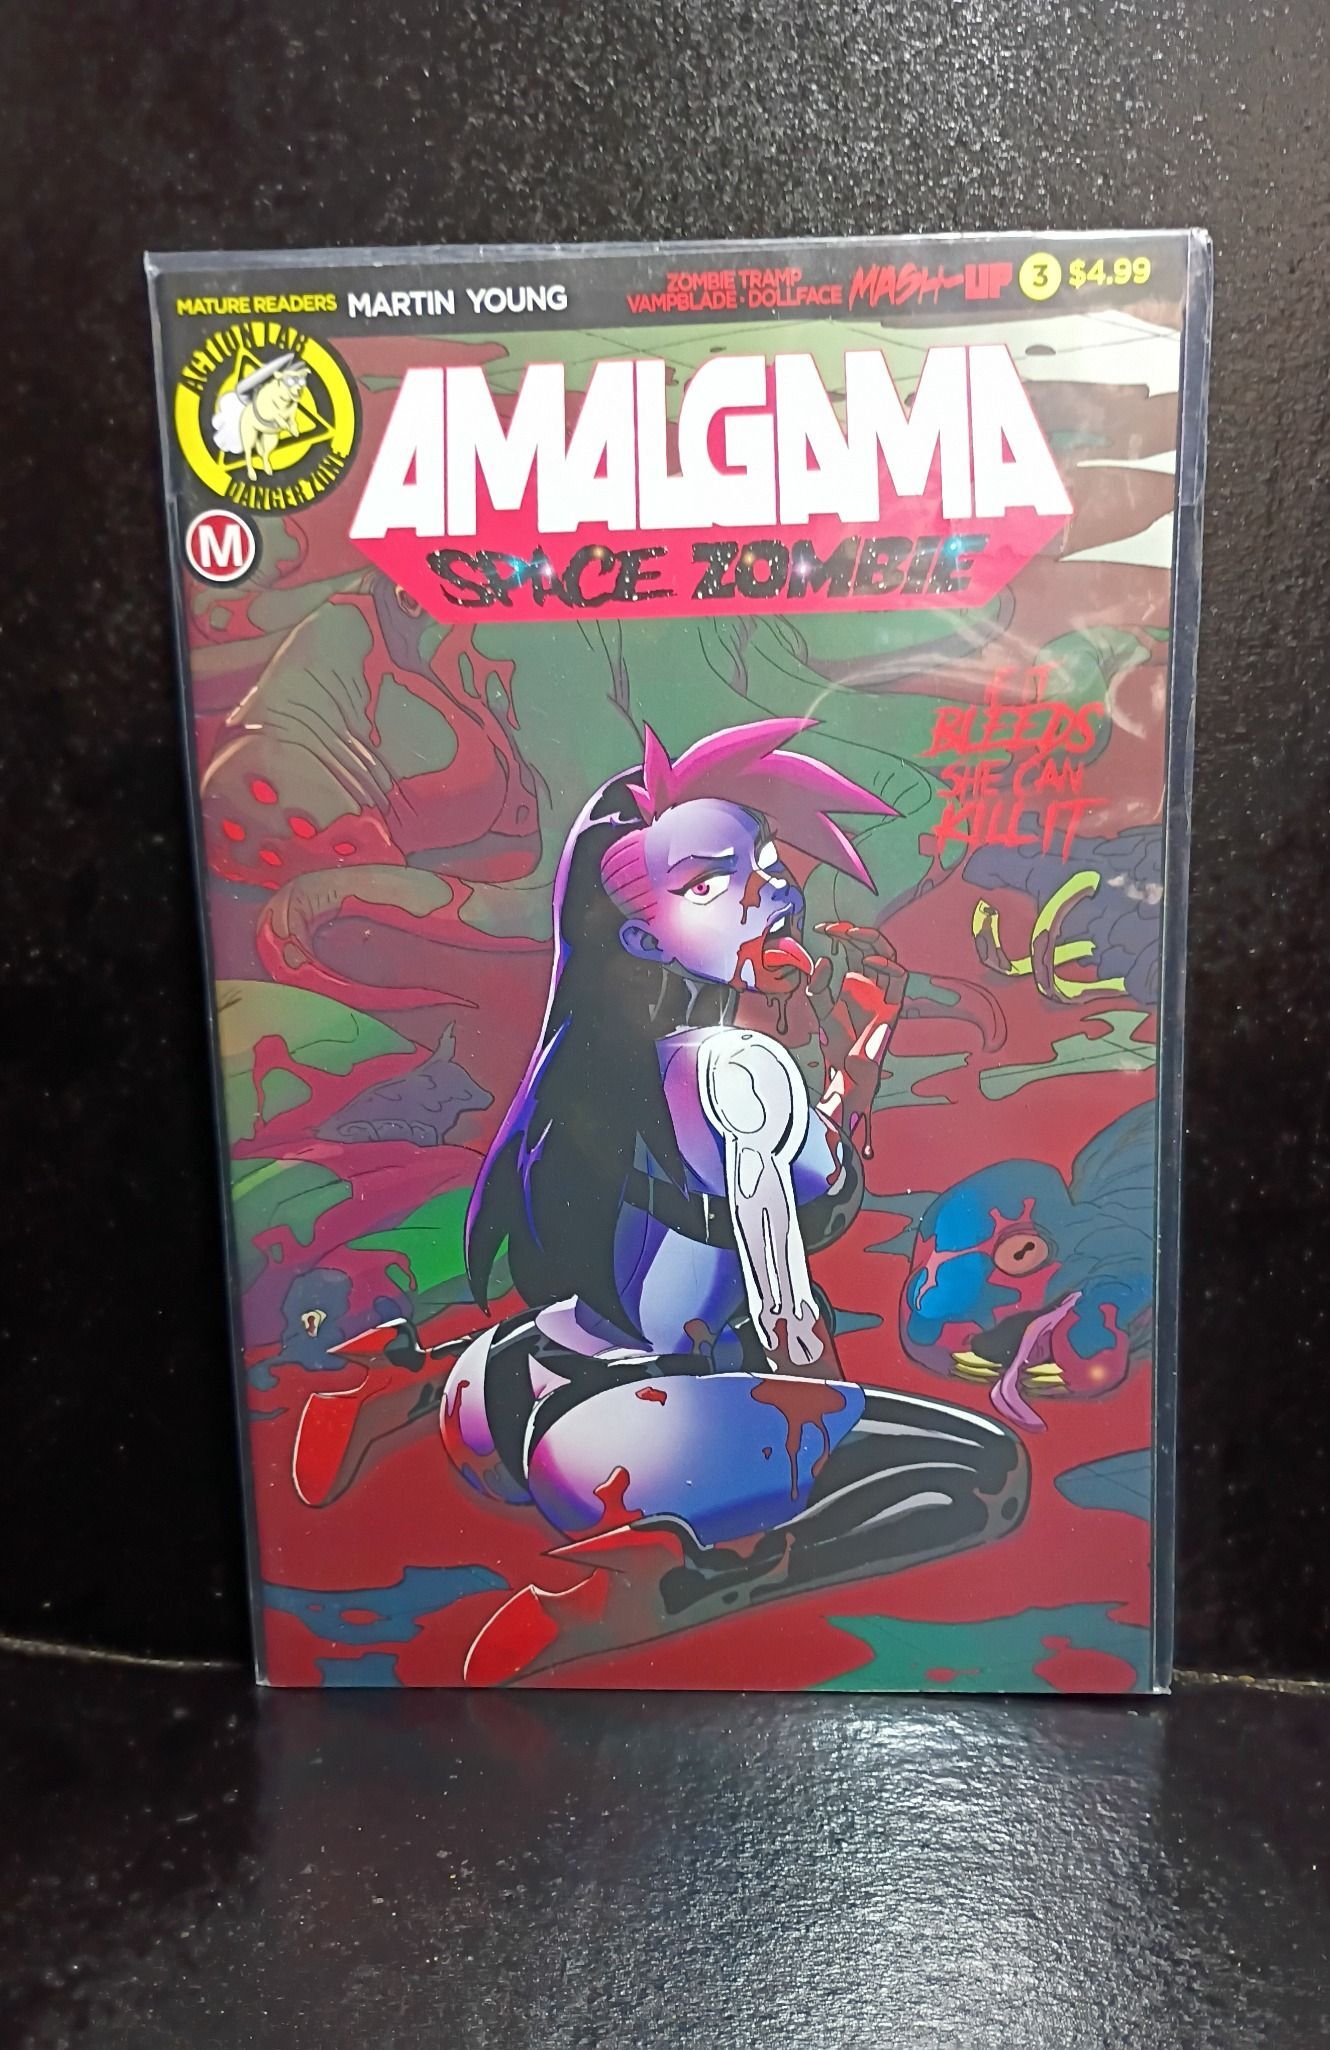 MATURE READERS MARTIN YOUNG
ZOMBIE TRAMP
VAMPBLADE • DOLLFACE
MASH-UP
3
$4.99
ACTION LAB
DANGER ZONE
M
AMALGAMA
SPACE ZOMBIE
IF IT
BLEEDS
SHE CAN
KILL IT